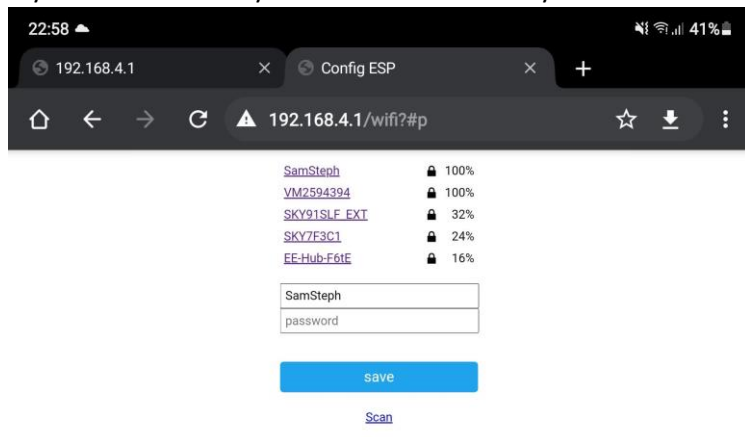 22:58 41%
192.168.4.1 Config ESP
192.168.4.1/wifi?#p
SamSteph 100%
VM2594394 100%
SKY91SLF_EXT 32%
SKY7F3C1 24%
EE-Hub-F6tE 16%
SamSteph
password
save
Scan